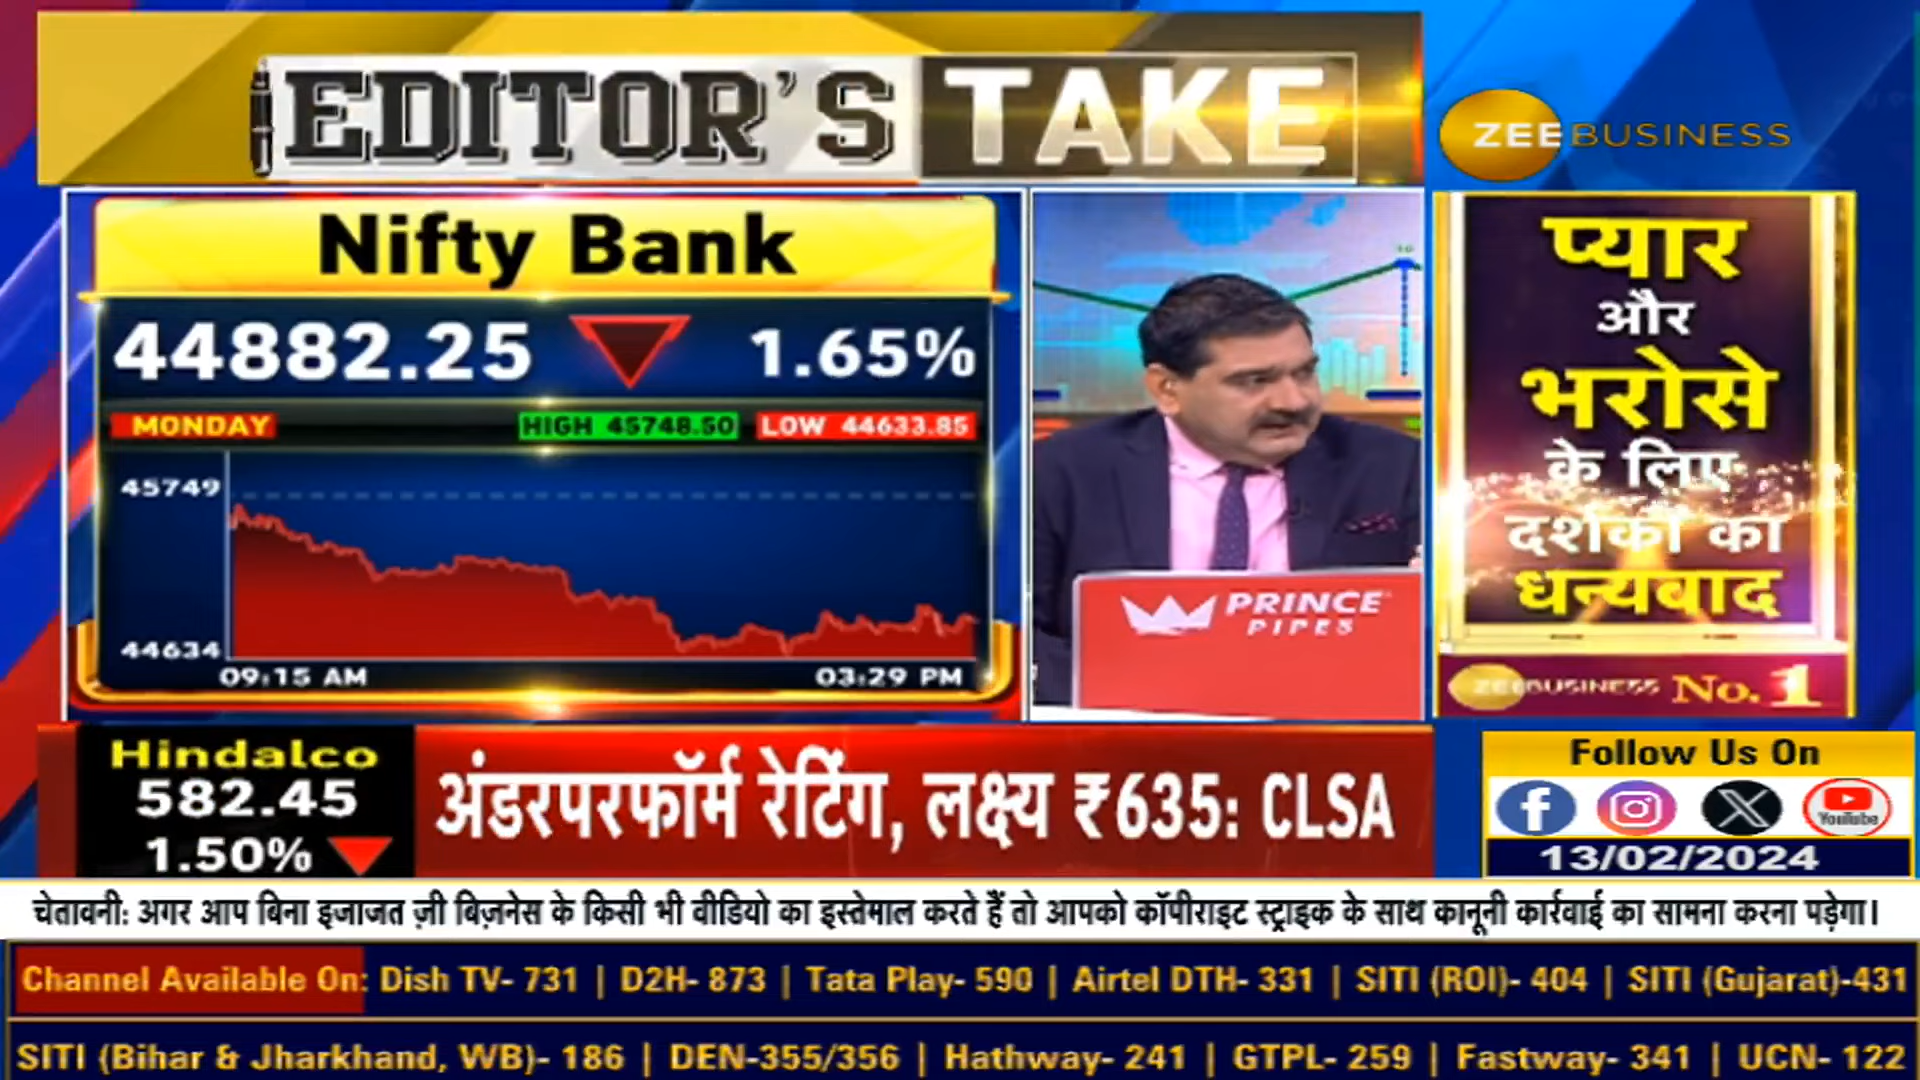 EDITOR'S TAKE
ZEE BUSINESS
Nifty Bank
44882.25 1.65%
MONDAY HIGH 45748.50 LOW 44633.85
45749
44634
09:15 AM 03:29 PM
PRINCE
PIPES
प्यार
और
भरोसे
के लिए
दर्शकों का
धन्यवाद
ZEE BUSINESS No. 1
Hindalco
582.45
1.50%
अंडरपरफॉर्म रेटिंग, लक्ष्य ₹635: CLSA
Follow Us On
YouTube
13/02/2024
चेतावनी: अगर आप बिना इजाजत ज़ी बिज़नेस के किसी भी वीडियो का इस्तेमाल करते हैं तो आपको कॉपीराइट स्ट्राइक के साथ कानूनी कार्रवाई का सामना करना पड़ेगा।
Channel Available On: Dish TV- 731 | D2H- 873 | Tata Play- 590 | Airtel DTH- 331 | SITI (ROI)- 404 | SITI (Gujarat)-431
SITI (Bihar & Jharkhand, WB)- 186 | DEN-355/356 | Hathway- 241 | GTPL- 259 | Fastway- 341 | UCN- 122